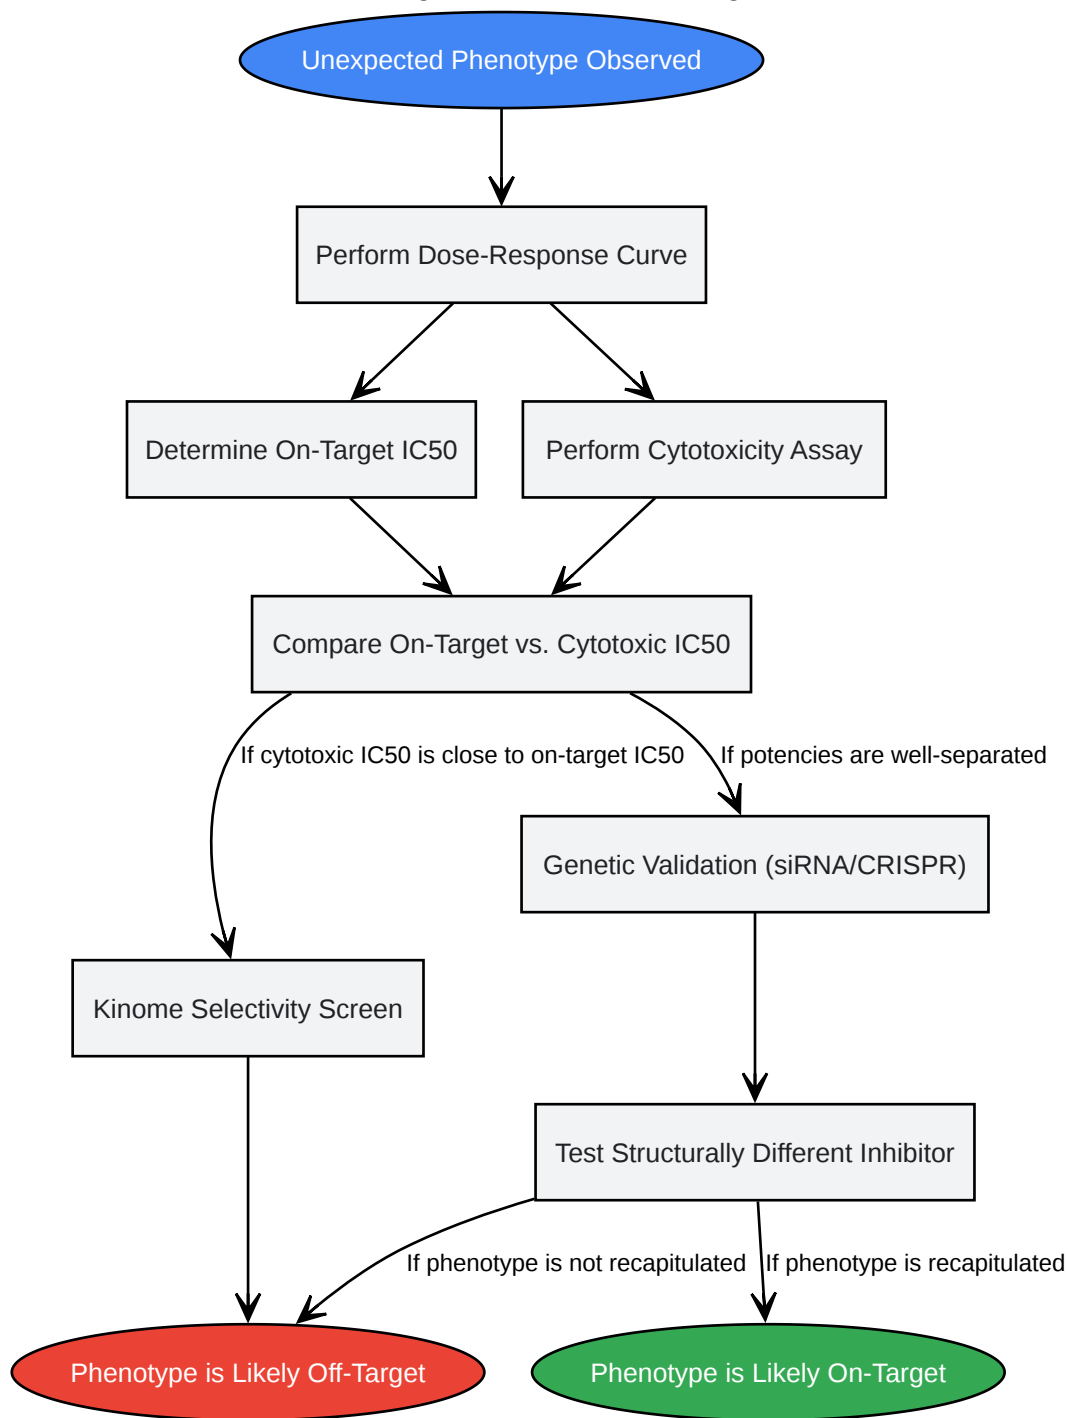 Unexpected Phenotype Observed
Perform Dose-Response Curve
Determine On-Target IC50
Perform Cytotoxicity Assay
Compare On-Target vs. Cytotoxic IC50
If cytotoxic IC50 is close to on-target IC50
If potencies are well-separated
Genetic Validation (siRNA/CRISPR)
Kinome Selectivity Screen
Test Structurally Different Inhibitor
If phenotype is not recapitulated
If phenotype is recapitulated
Phenotype is Likely Off-Target
Phenotype is Likely On-Target